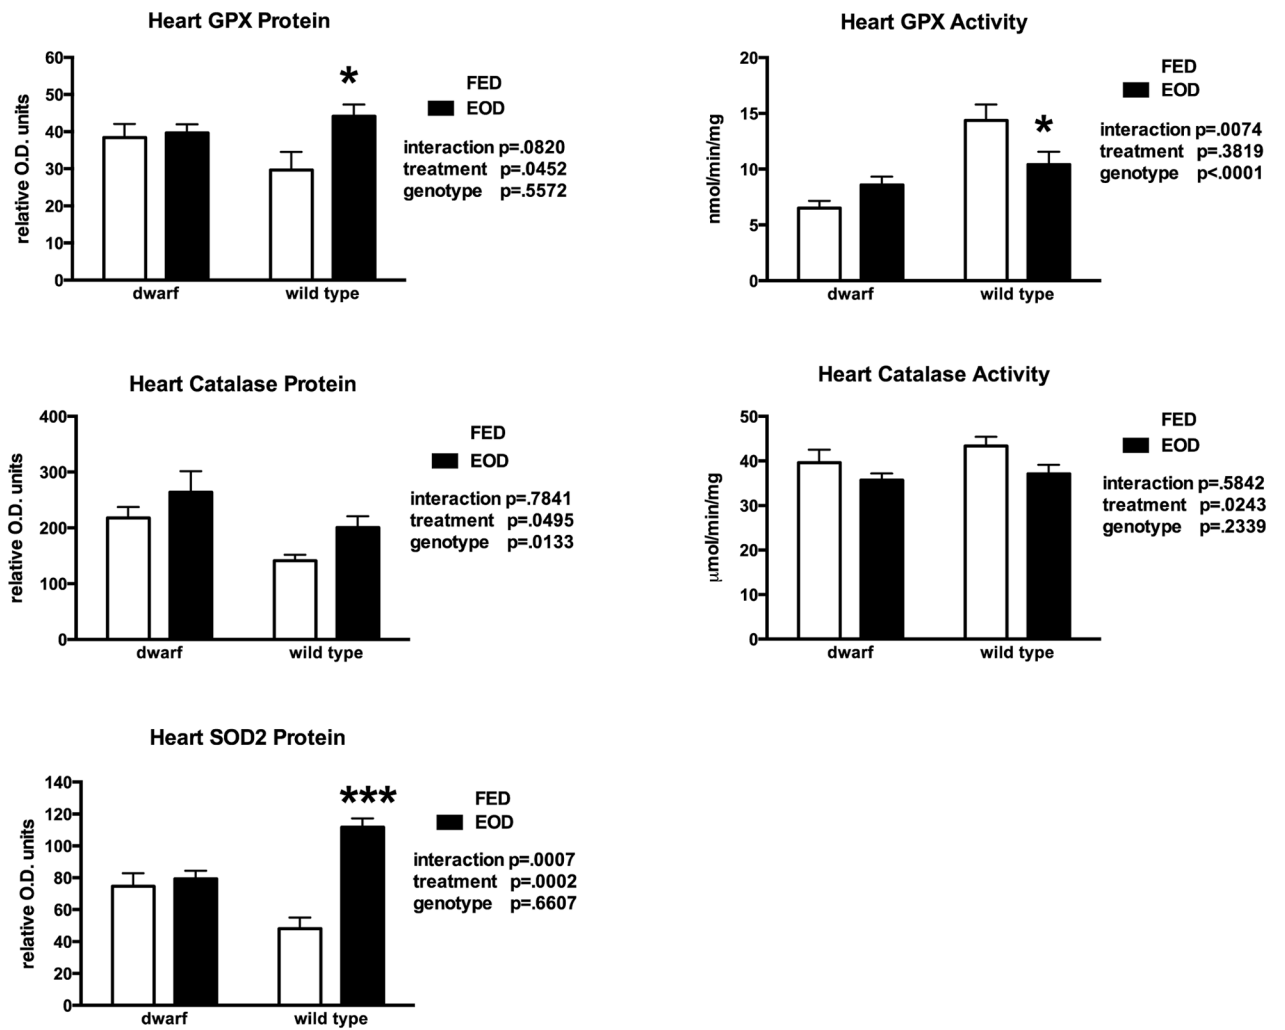 Heart GPX Protein
60
50
40
30
20
10
0
relative O.D. units
dwarf
wild type
*
FED
EOD
interaction p=.0820
treatment p=.0452
genotype p=.5572
Heart GPX Activity
20
15
10
5
0
nmol/min/mg
dwarf
wild type
*
FED
EOD
interaction p=.0074
treatment p=.3819
genotype p<.0001
Heart Catalase Protein
400
300
200
100
0
relative O.D. units
dwarf
wild type
FED
EOD
interaction p=.7841
treatment p=.0495
genotype p=.0133
Heart Catalase Activity
50
40
30
20
10
0
μmol/min/mg
dwarf
wild type
FED
EOD
interaction p=.5842
treatment p=.0243
genotype p=.2339
Heart SOD2 Protein
140
120
100
80
60
40
20
0
relative O.D. units
dwarf
wild type
***
FED
EOD
interaction p=.0007
treatment p=.0002
genotype p=.6607